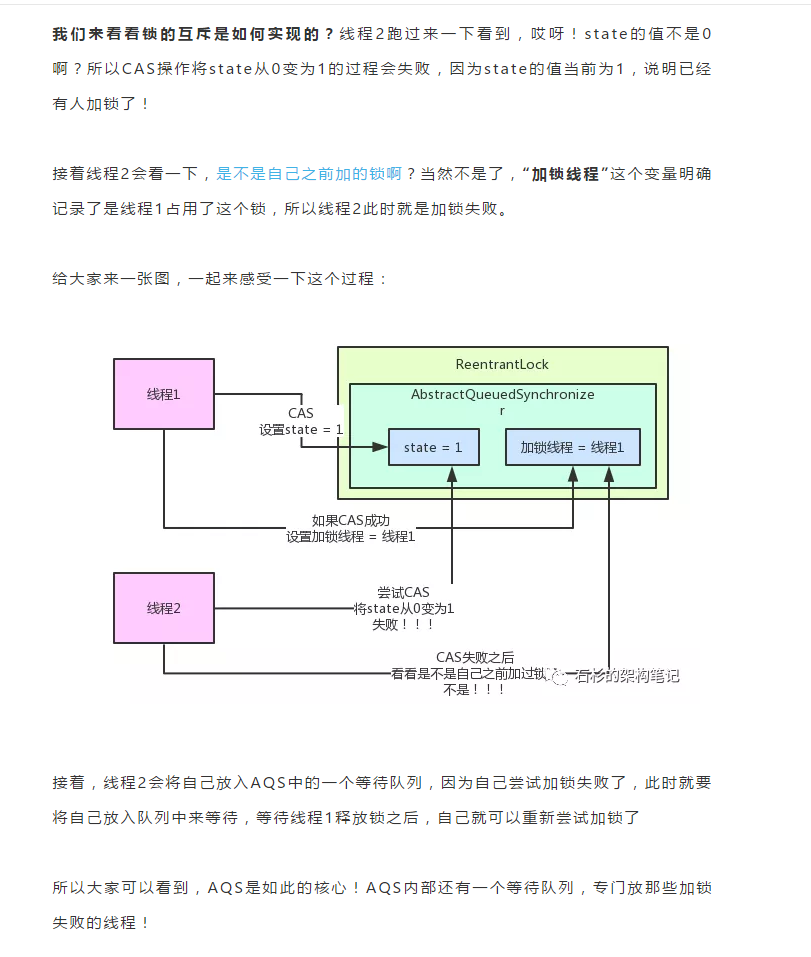 我们来看看锁的互斥是如何实现的？线程2跑过来一下看到，哎呀！state的值不是0
啊？所以CAS操作将state从0变为1的过程会失败，因为state的值当前为1，说明已经
有人加锁了！
接着线程2会看一下，是不是自己之前加的锁啊？当然不是了，“加锁线程”这个变量明确
记录了是线程1占用了这个锁，所以线程2此时就是加锁失败。
给大家来一张图，一起来感受一下这个过程：
ReentrantLock
线程1
AbstractQueuedSynchronize
r
CAS
设置state = 1
state = 1
加锁线程 = 线程1
如果CAS成功
设置加锁线程 = 线程1
线程2
尝试CAS
将state从0变为1
失败！！！
CAS失败之后
看看是不是自己之前加过锁
不是！！！
石杉的架构笔记
接着，线程2会将自己放入AQS中的一个等待队列，因为自己尝试加锁失败了，此时就要
将自己放入队列中来等待，等待线程1释放锁之后，自己就可以重新尝试加锁了
所以大家可以看到，AQS是如此的核心！AQS内部还有一个等待队列，专门放那些加锁
失败的线程！